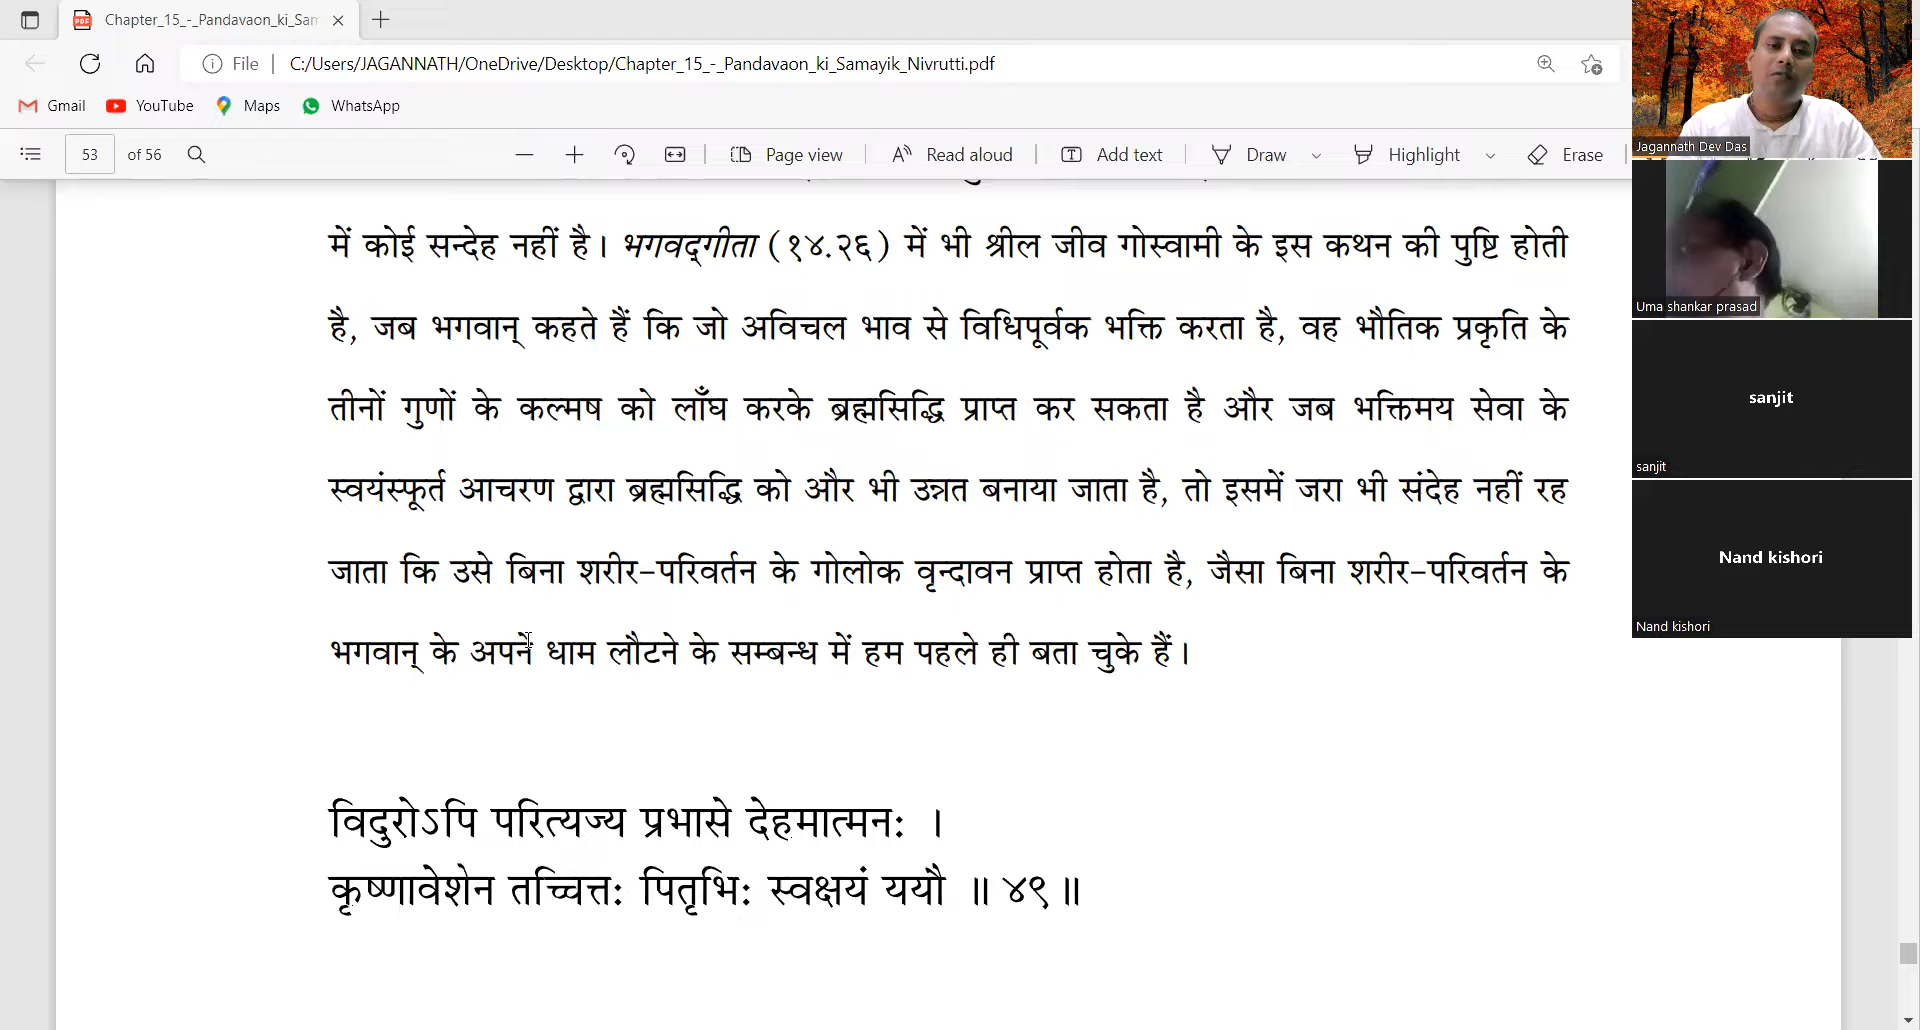 Chapter_15_-_Pandavaon_ki_Sam
File
C:/Users/JAGANNATH/OneDrive/Desktop/Chapter_15_-_Pandavaon_ki_Samayik_Nivrutti.pdf
Gmail YouTube Maps WhatsApp
53 of 56 Page view Read aloud Add text Draw Highlight Erase
में कोई सन्देह नहीं है। भगवद्‌गीता (१४.२६) में भी श्रील जीव गोस्वामी के इस कथन की पुष्टि होती
है, जब भगवान् कहते हैं कि जो अविचल भाव से विधिपूर्वक भक्ति करता है, वह भौतिक प्रकृति के
तीनों गुणों के कल्मष को लाँघ करके ब्रह्मसिद्धि प्राप्त कर सकता है और जब भक्तिमय सेवा के
स्वयंस्फूर्त आचरण द्वारा ब्रह्मसिद्धि को और भी उन्नत बनाया जाता है, तो इसमें जरा भी संदेह नहीं रह
जाता कि उसे बिना शरीर-परिवर्तन के गोलोक वृन्दावन प्राप्त होता है, जैसा बिना शरीर-परिवर्तन के
भगवान् के अपने धाम लौटने के सम्बन्ध में हम पहले ही बता चुके हैं।
विदुरोऽपि परित्यज्य प्रभासे देहमात्मनः ।
कृष्णावेशेन तच्चित्तः पितृभिः स्वक्षयं ययौ ॥ ४९॥
Jagannath Dev Das
Uma shankar prasad
sanjit
sanjit
Nand kishori
Nand kishori